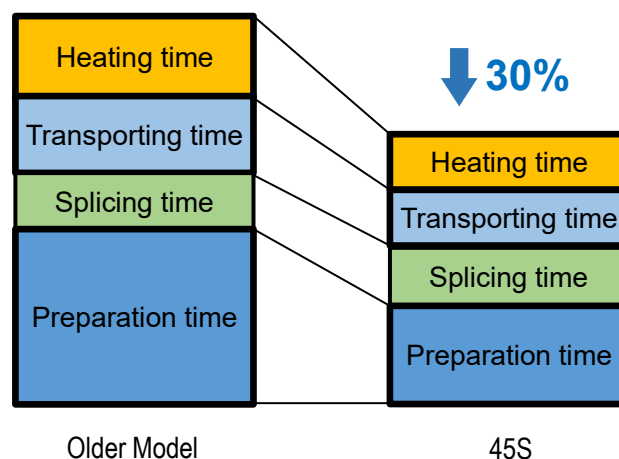 Heating time
Transporting time
Splicing time
Preparation time
Older Model
30%
Heating time
Transporting time
Splicing time
Preparation time
45S